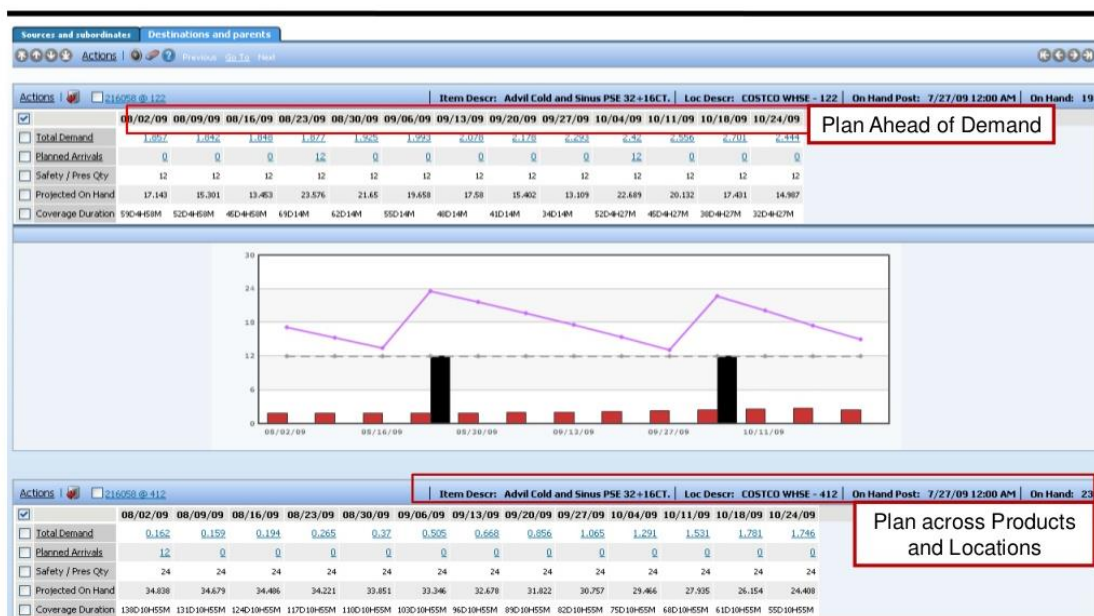 Sources and subordinates Destinations and parents
Actions | Previous Go To Next
Actions | 216058 @ 122 | Item Descr: Advil Cold and Sinus PSE 32+16CT. | Loc Descr: COSTCO WHSE - 122 | On Hand Post: 7/27/09 12:00 AM | On Hand: 19
08/02/09 08/09/09 08/16/09 08/23/09 08/30/09 09/06/09 09/13/09 09/20/09 09/27/09 10/04/09 10/11/09 10/18/09 10/24/09
Plan Ahead of Demand
Total Demand 1.857 1.842 1.848 1.877 1.925 1.993 2.078 2.178 2.293 2.42 2.556 2.701 2.444
Planned Arrivals 0 0 0 12 0 0 0 0 0 12 0 0 0
Safety / Pres Qty 12 12 12 12 12 12 12 12 12 12 12 12 12
Projected On Hand 17.143 15.301 13.453 23.576 21.65 19.658 17.58 15.402 13.109 22.689 20.132 17.431 14.987
Coverage Duration 59D4H58M 52D4H58M 45D4H58M 69D14M 62D14M 55D14M 48D14M 41D14M 34D14M 52D4H27M 45D4H27M 38D4H27M 32D4H27M
30
24
18
12
6
0
08/02/09 08/16/09 08/30/09 09/13/09 09/27/09 10/11/09
Actions | 216058 @ 412 | Item Descr: Advil Cold and Sinus PSE 32+16CT. | Loc Descr: COSTCO WHSE - 412 | On Hand Post: 7/27/09 12:00 AM | On Hand: 23
08/02/09 08/09/09 08/16/09 08/23/09 08/30/09 09/06/09 09/13/09 09/20/09 09/27/09 10/04/09 10/11/09 10/18/09 10/24/09
Plan across Products
and Locations
Total Demand 0.162 0.159 0.194 0.265 0.37 0.505 0.668 0.856 1.065 1.291 1.531 1.781 1.746
Planned Arrivals 12 0 0 0 0 0 0 0 0 0 0 0 0
Safety / Pres Qty 24 24 24 24 24 24 24 24 24 24 24 24 24
Projected On Hand 34.838 34.679 34.486 34.221 33.851 33.346 32.678 31.822 30.757 29.466 27.935 26.154 24.408
Coverage Duration 138D10H55M 131D10H55M 124D10H55M 117D10H55M 110D10H55M 103D10H55M 96D10H55M 89D10H55M 82D10H55M 75D10H55M 68D10H55M 61D10H55M 55D10H55M